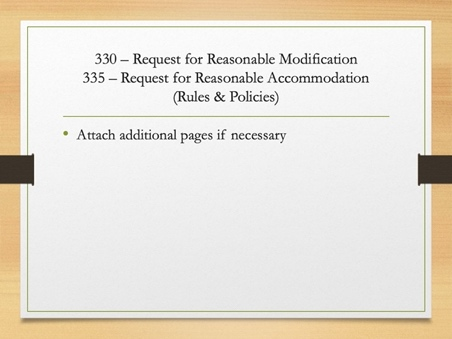 330 – Request for Reasonable Modification
335 – Request for Reasonable Accommodation
(Rules & Policies)
• Attach additional pages if necessary